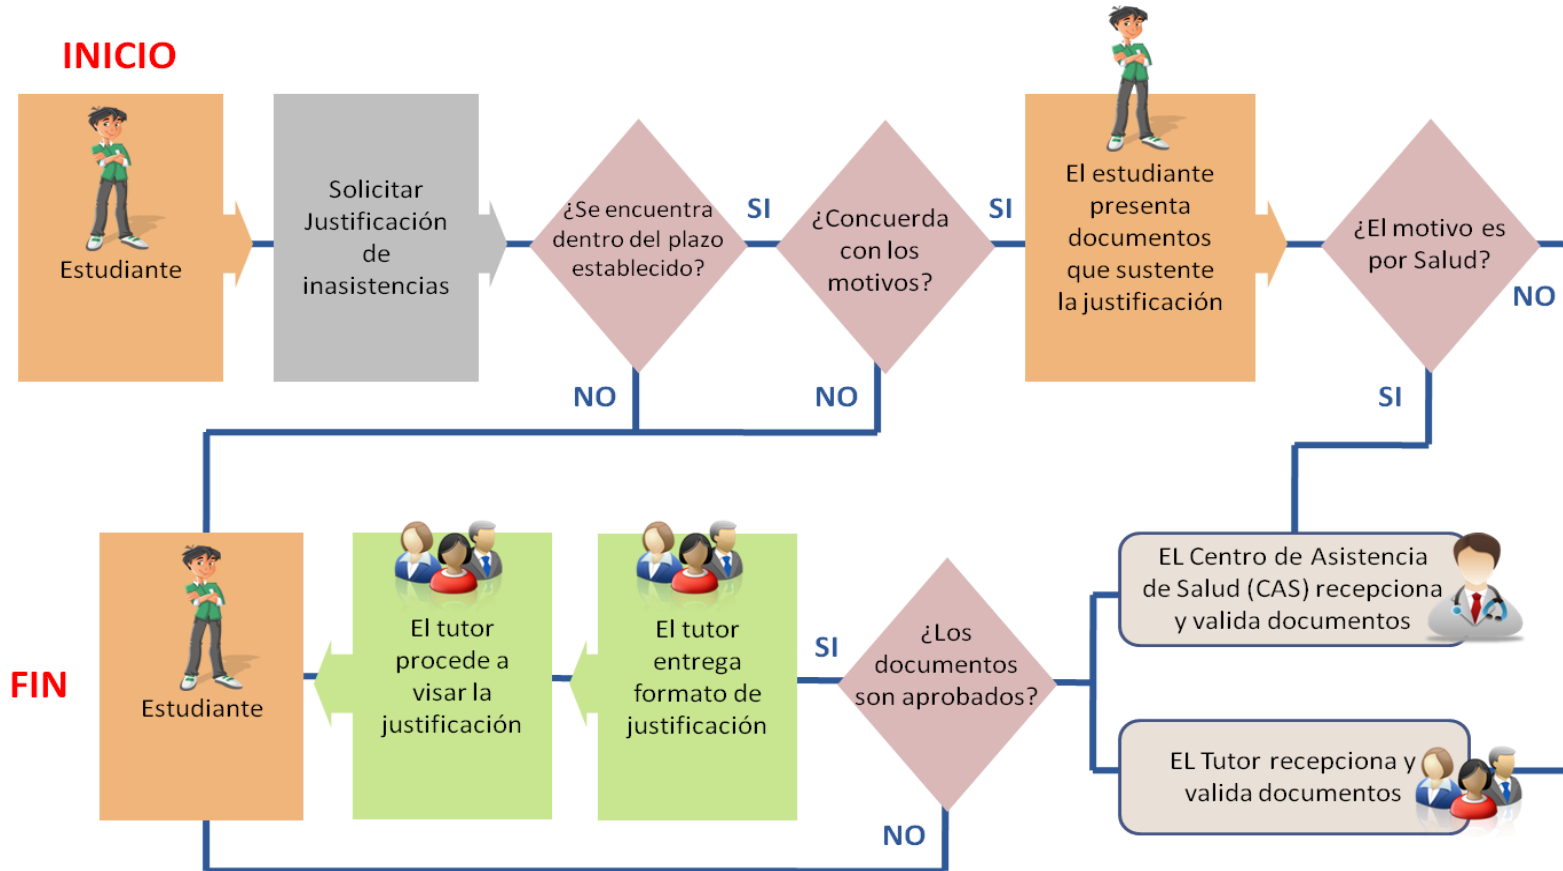 INICIO
Estudiante
Solicitar
Justificación
de
inasistencias
¿Se encuentra
dentro del plazo
establecido?
SI
NO
¿Concuerda
con los
motivos?
SI
NO
El estudiante
presenta
documentos
que sustente
la justificación
¿El motivo es
por Salud?
NO
SI
EL Centro de Asistencia
de Salud (CAS) recepciona
y valida documentos
EL Tutor recepciona y
valida documentos
¿Los
documentos
son aprobados?
SI
NO
El tutor
entrega
formato de
justificación
El tutor
procede a
visar la
justificación
Estudiante
FIN